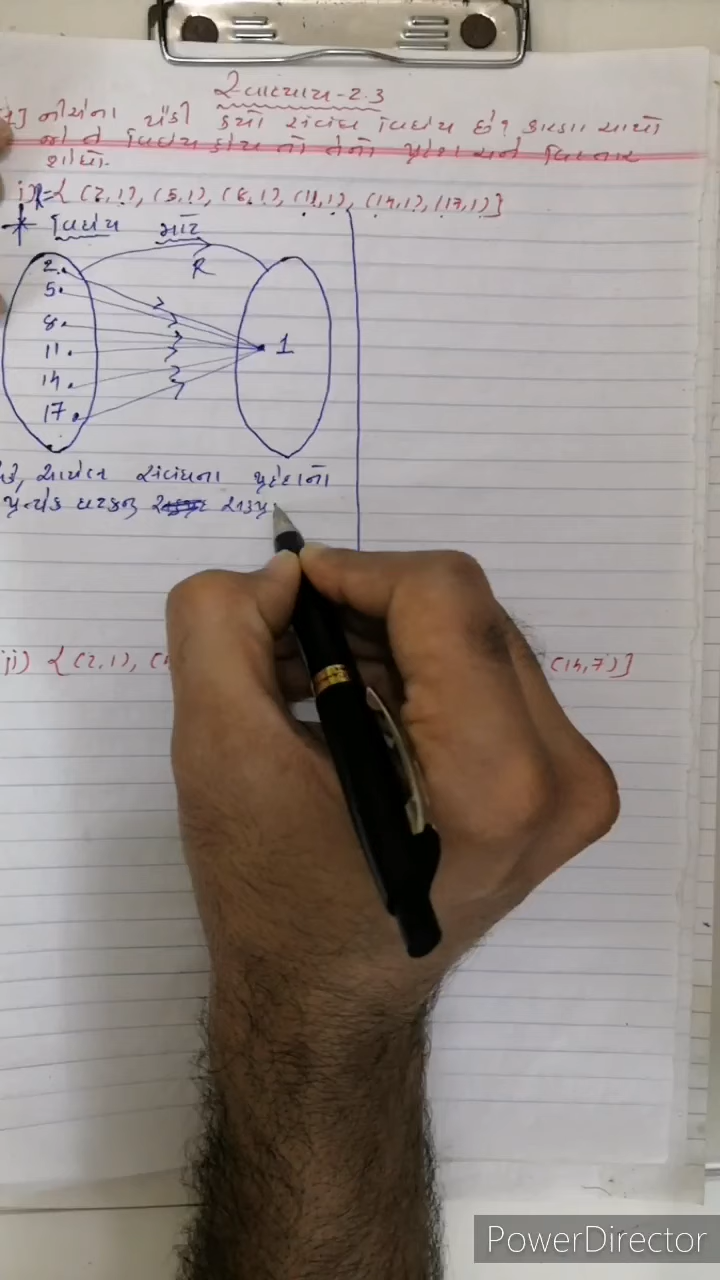 સ્વાધ્યાય-2.3
1] નીચેના પૈકી કયો સંબંધ વિધેય છે? કારણ આપો
જો તે વિધેય હોય તો તેનો પ્રદેશ અને વિસ્તાર
શોધો.
i) R={ (2,1), (5,1), (8,1), (11,1), (14,1), (17,1)}
* વિધેય માટે
R
2
5
8
11
14
17
1
આપેલ સંબંધના પ્રદેશનો
પ્રત્યેક ઘટકનું
ii) { (2,1), (
(14,7)}
PowerDirector